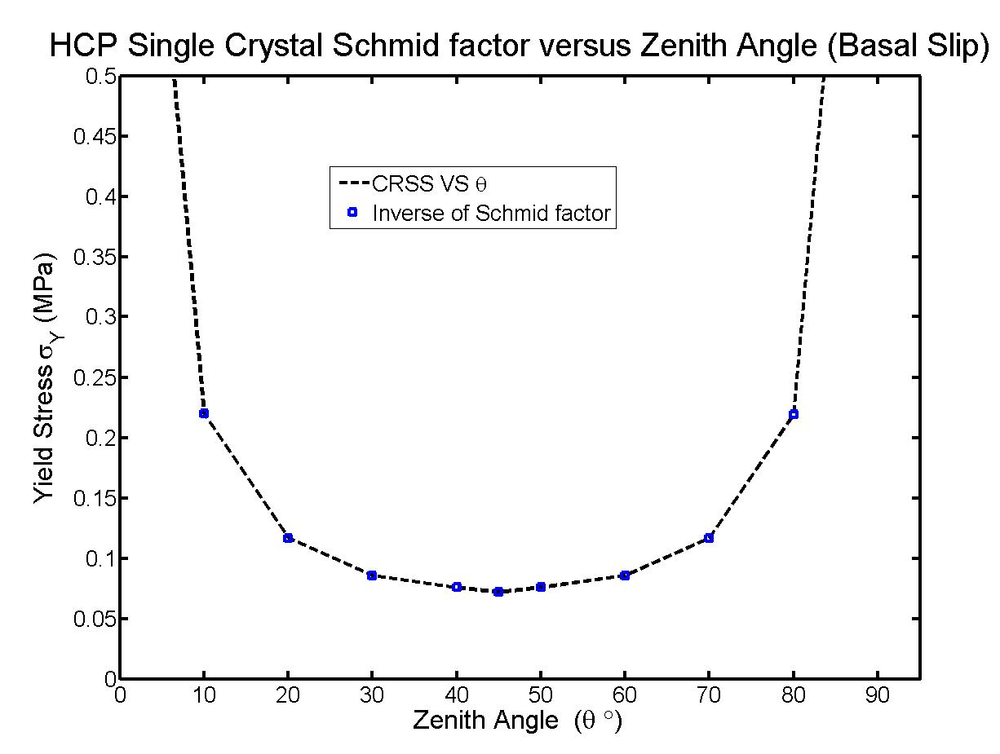 HCP Single Crystal Schmid factor versus Zenith Angle (Basal Slip)
0.5
0.45
0.4
0.35
0.3
0.25
0.2
0.15
0.1
0.05
0
Yield Stress σY (MPa)
CRSS VS θ
Inverse of Schmid factor
0 10 20 30 40 50 60 70 80 90
Zenith Angle (θ °)